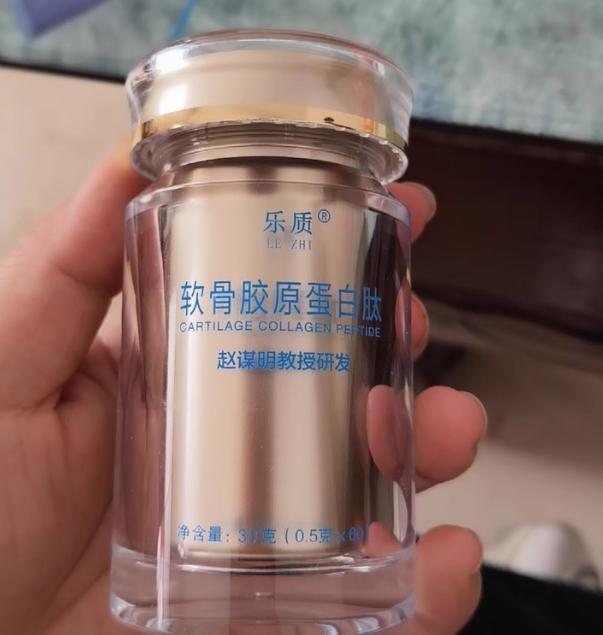 乐质®
LE ZHI
软骨胶原蛋白肽
CARTILAGE COLLAGEN PEPTIDE
赵谋明教授研发
净含量：30克（0.5克×60